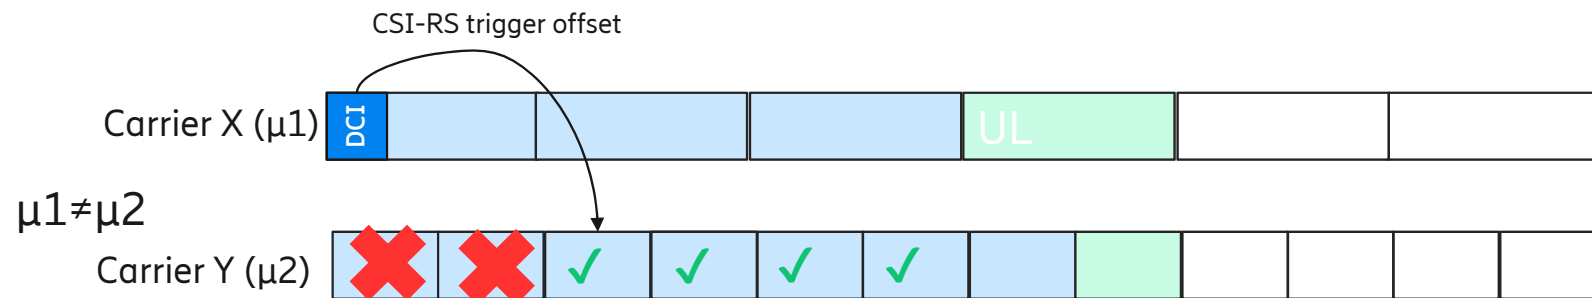 CSI-RS trigger offset
Carrier X (μ1)
DCI
UL
μ1≠μ2
Carrier Y (μ2)